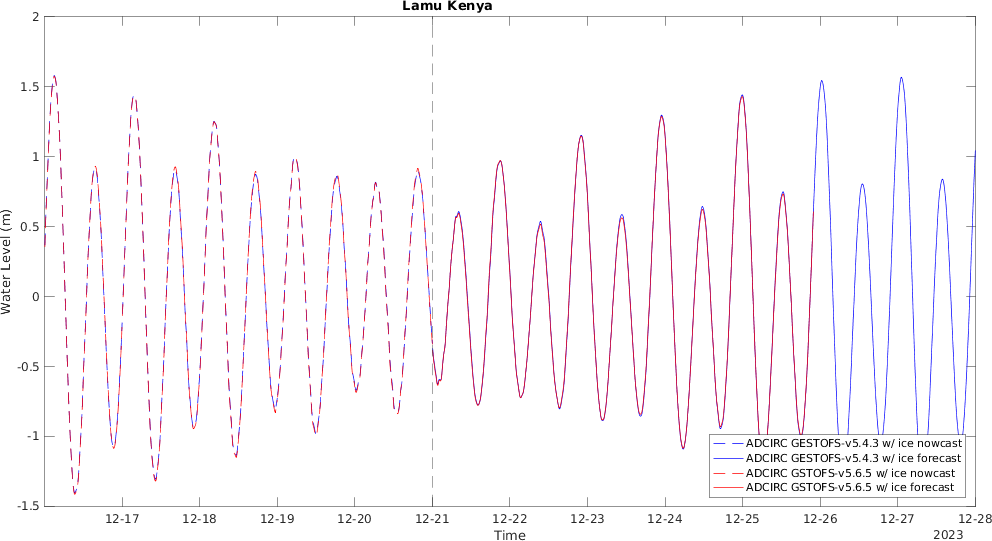 Lamu Kenya
2
1.5
1
0.5
0
-0.5
-1
-1.5
Water Level (m)
ADCIRC GESTOFS-v5.4.3 w/ ice nowcast
ADCIRC GESTOFS-v5.4.3 w/ ice forecast
ADCIRC GSTOFS-v5.6.5 w/ ice nowcast
ADCIRC GSTOFS-v5.6.5 w/ ice forecast
12-17 12-18 12-19 12-20 12-21 12-22 12-23 12-24 12-25 12-26 12-27 12-28
Time
2023